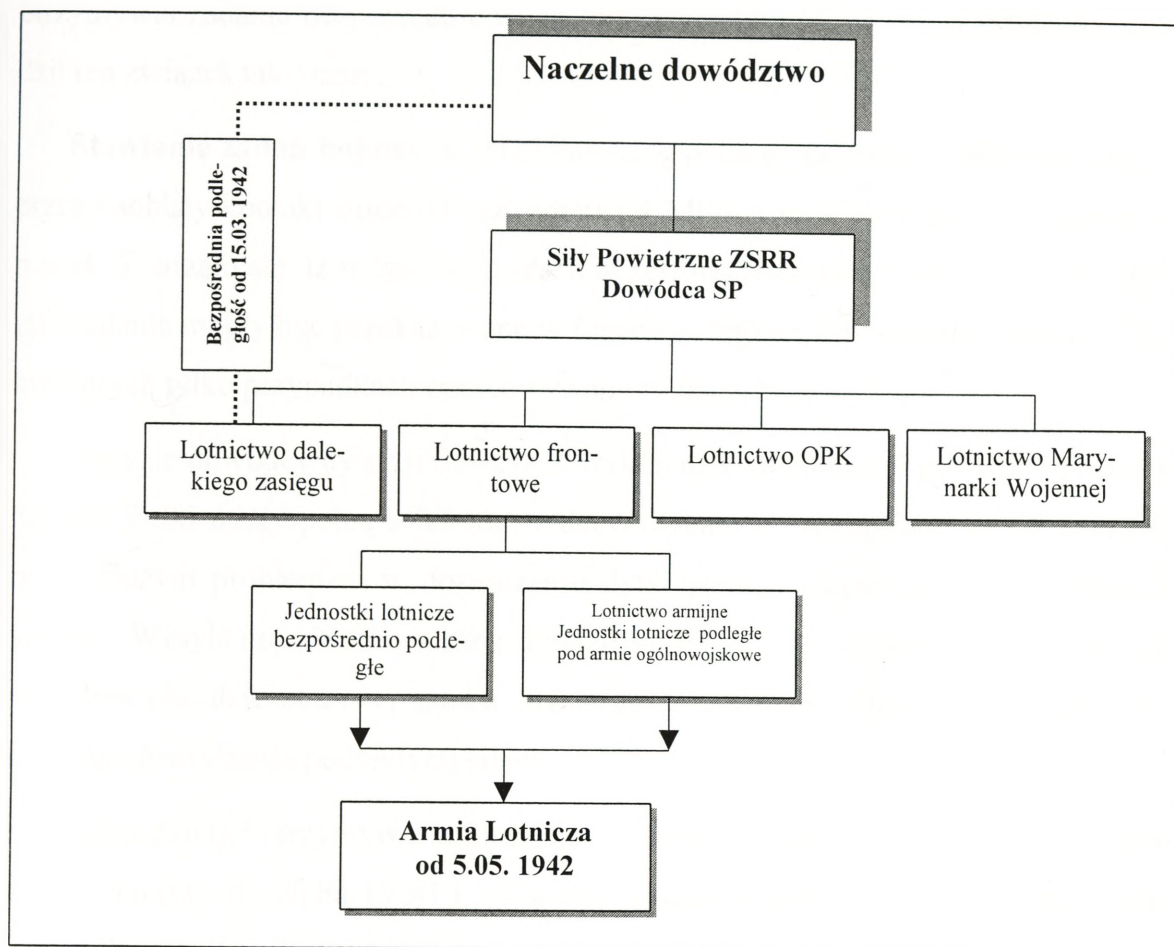 Naczelne dowództwo
Bezpośrednia podle-
głość od 15.03. 1942
Siły Powietrzne ZSRR
Dowódca SP
Lotnictwo dale-
kiego zasięgu
Lotnictwo fron-
towe
Lotnictwo OPK
Lotnictwo Mary-
narki Wojennej
Jednostki lotnicze
bezpośrednio podle-
głe
Lotnictwo armijne
Jednostki lotnicze podległe
pod armie ogólnowojskowe
Armia Lotnicza
od 5.05. 1942